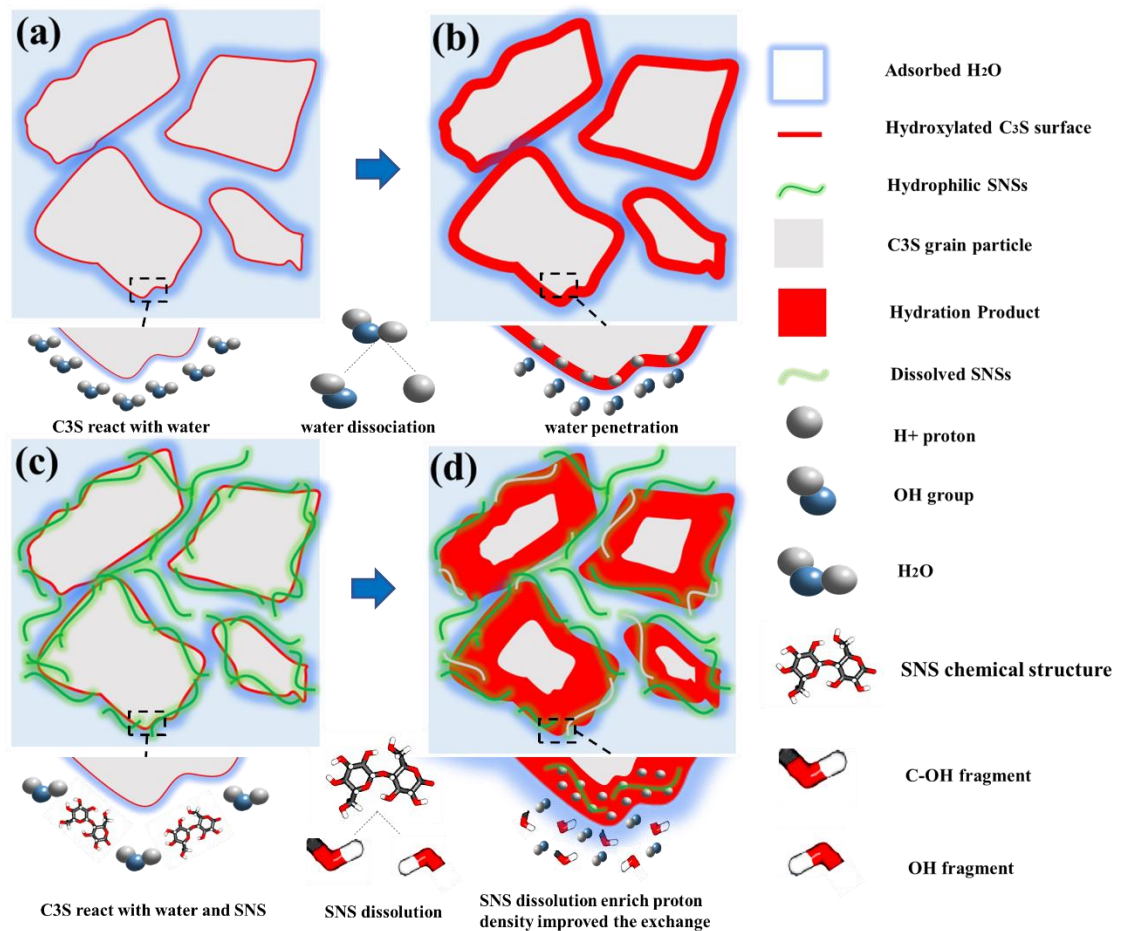 (a)
(b)
C3S react with water
water dissociation
water penetration
(c)
(d)
C3S react with water and SNS
SNS dissolution
SNS dissolution enrich proton
density improved the exchange
Adsorbed H2O
Hydroxylated C3S surface
Hydrophilic SNSs
C3S grain particle
Hydration Product
Dissolved SNSs
H+ proton
OH group
H2O
SNS chemical structure
C-OH fragment
OH fragment